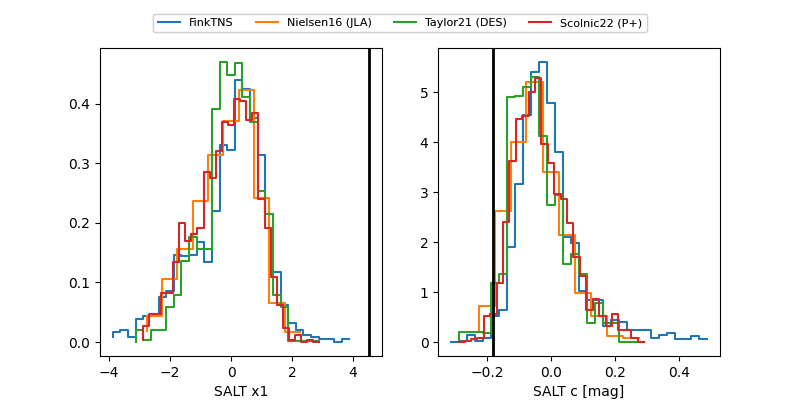 FinkTNS Nielsen16 (JLA) Taylor21 (DES) Scolnic22 (P+)
0.4
0.3
0.2
0.1
0.0
−4 −2 0 2 4
SALT x1
5
4
3
2
1
0
−0.2 0.0 0.2 0.4
SALT c [mag]